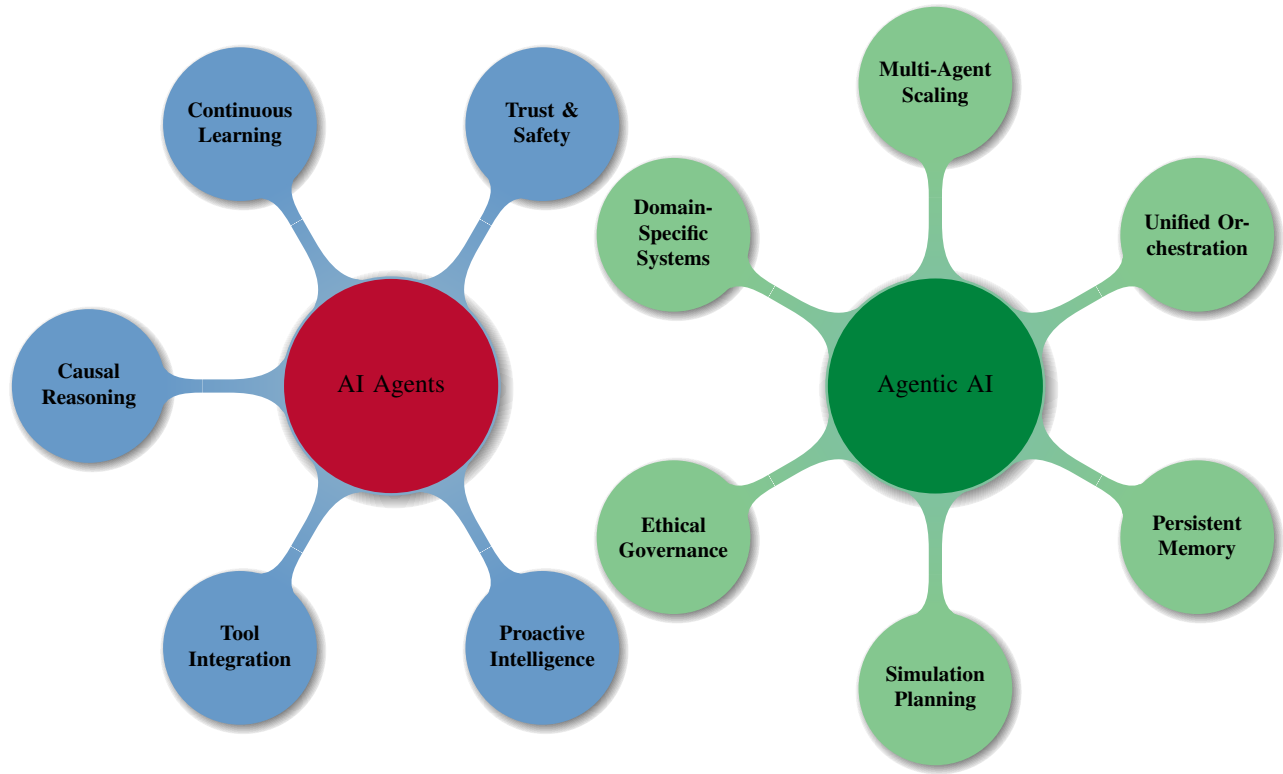 Continuous
Learning
Trust &
Safety
Causal
Reasoning
AI Agents
Tool
Integration
Proactive
Intelligence
Multi-Agent
Scaling
Domain-
Specific
Systems
Unified Or-
chestration
Agentic AI
Ethical
Governance
Persistent
Memory
Simulation
Planning